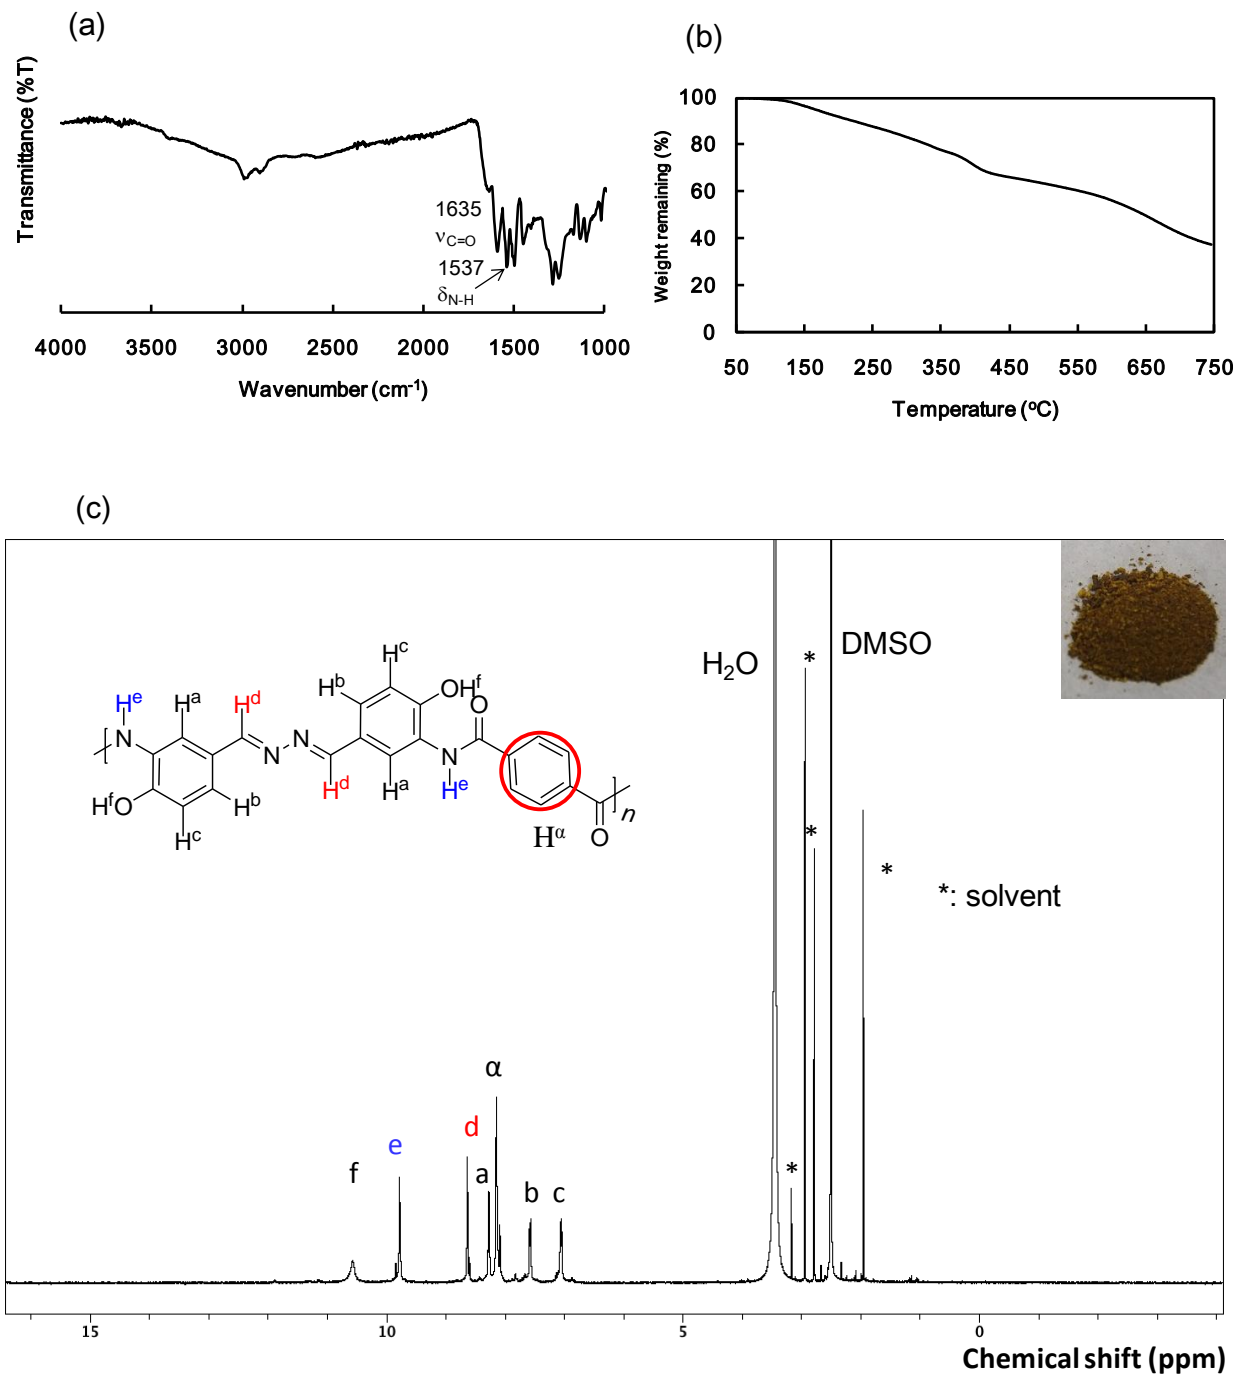 (a)
Transmittance (%T)
1635
νC=O
1537
δN-H
4000 3500 3000 2500 2000 1500 1000
Wavenumber (cm-1)
(b)
Weight remaining (%)
100
80
60
40
20
0
50 150 250 350 450 550 650 750
Temperature (oC)
(c)
H2O
*
DMSO
*
*
*: solvent
*
Hc
Hb
OHf
O
He
Ha
Hd
N
N
N
N
Hd
Ha
He
HfO
Hb
Hc
Hα
O
n
α
d
e
a
f
b
c
15 10 5 0
Chemical shift (ppm)